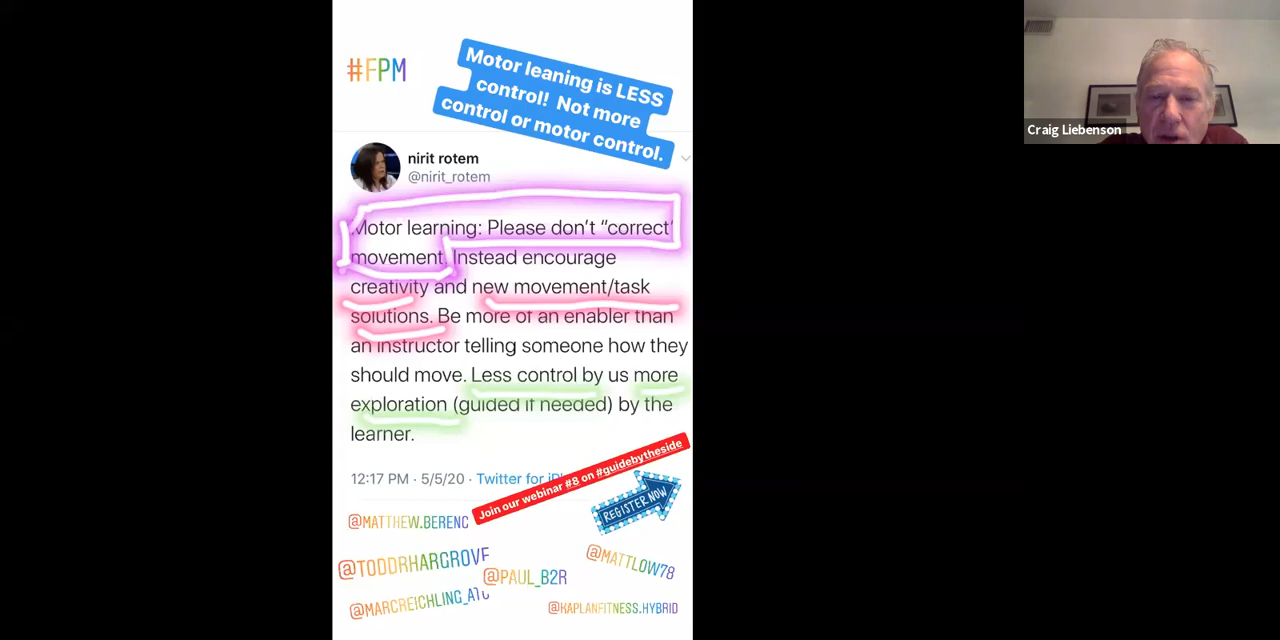 #FPM
Motor leaning is LESS
control! Not more
control or motor control.
Craig Liebenson
nirit rotem
@nirit_rotem
Motor learning: Please don't "correct"
movement. Instead encourage
creativity and new movement/task
solutions. Be more of an enabler than
an instructor telling someone how they
should move. Less control by us more
exploration (guided if needed) by the
learner.
12:17 PM · 5/5/20 · Twitter for iP
Join our webinar #8 on #guidebytheside
REGISTER NOW
@MATTHEW.BERENC
@TODDRHARGROVE
@MATTLOW78
@PAUL_B2R
@MARCREICHLING_ATC
@KAPLANFITNESS.HYBRID